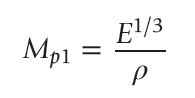 M_{p1} = \frac{E^{1/3}}{\rho}